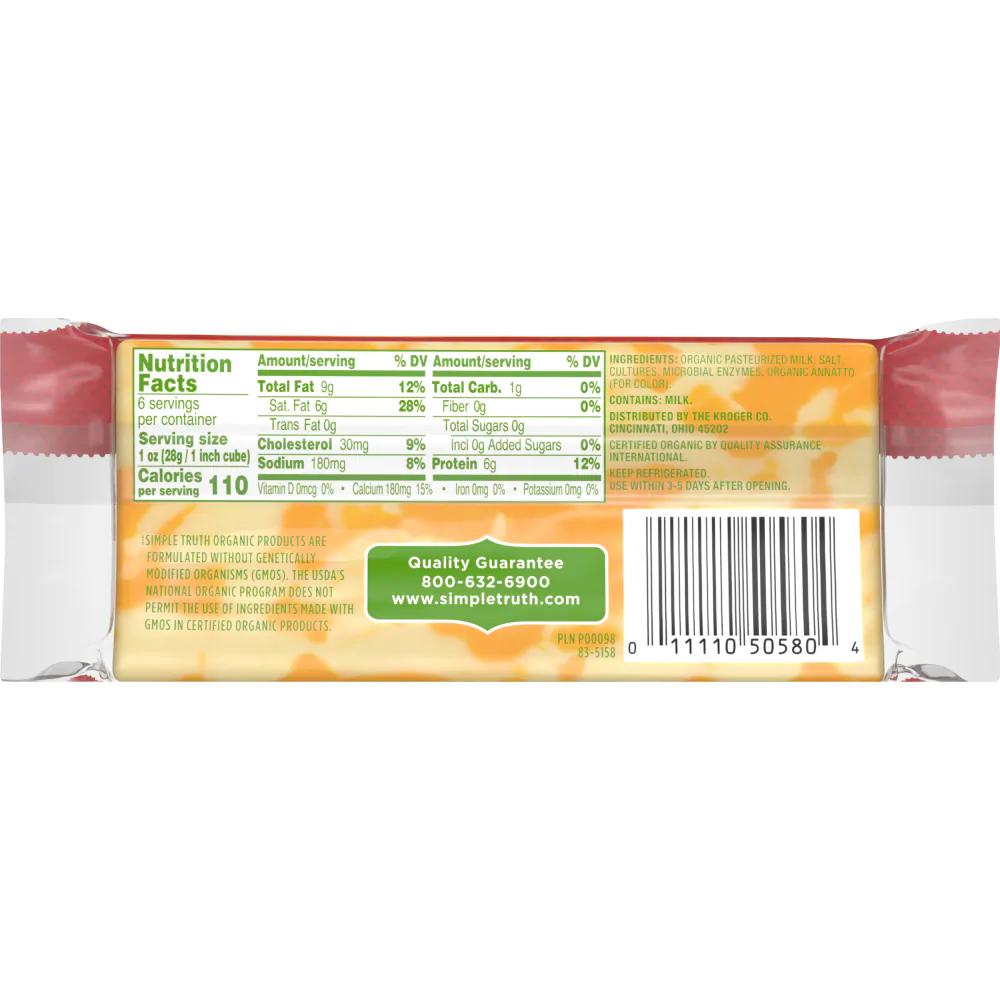 Nutrition
Facts
6 servings
per container
Serving size
1 oz (28g / 1 inch cube)
Calories
per serving 110
Amount/serving % DV
Total Fat 9g 12%
Sat. Fat 6g 28%
Trans Fat 0g
Cholesterol 30mg 9%
Sodium 180mg 8%
Amount/serving % DV
Total Carb. 1g 0%
Fiber 0g 0%
Total Sugars 0g
incl 0g Added Sugars 0%
Protein 6g 12%
Vitamin D 0mcg 0% • Calcium 180mg 15% • Iron 0mg 0% • Potassium 0mg 0%
INGREDIENTS: ORGANIC PASTEURIZED MILK, SALT,
CULTURES, MICROBIAL ENZYMES, ORGANIC ANNATTO
(FOR COLOR).
CONTAINS: MILK.
DISTRIBUTED BY THE KROGER CO.
CINCINNATI, OHIO 45202
CERTIFIED ORGANIC BY QUALITY ASSURANCE
INTERNATIONAL.
KEEP REFRIGERATED.
USE WITHIN 3-5 DAYS AFTER OPENING.
‡SIMPLE TRUTH ORGANIC PRODUCTS ARE
FORMULATED WITHOUT GENETICALLY
MODIFIED ORGANISMS (GMOS). THE USDA'S
NATIONAL ORGANIC PROGRAM DOES NOT
PERMIT THE USE OF INGREDIENTS MADE WITH
GMOS IN CERTIFIED ORGANIC PRODUCTS.
Quality Guarantee
800-632-6900
www.simpletruth.com
PLN P00098
83-5158
0 11110 50580 4